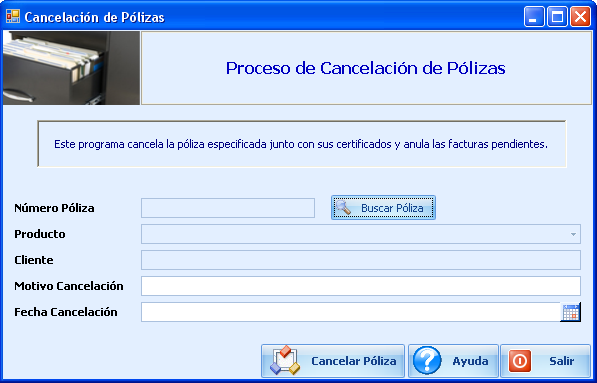 Cancelación de Pólizas
Proceso de Cancelación de Pólizas
Este programa cancela la póliza especificada junto con sus certificados y anula las facturas pendientes.
Número Póliza
Buscar Póliza
Producto
Cliente
Motivo Cancelación
Fecha Cancelación
Cancelar Póliza
Ayuda
Salir